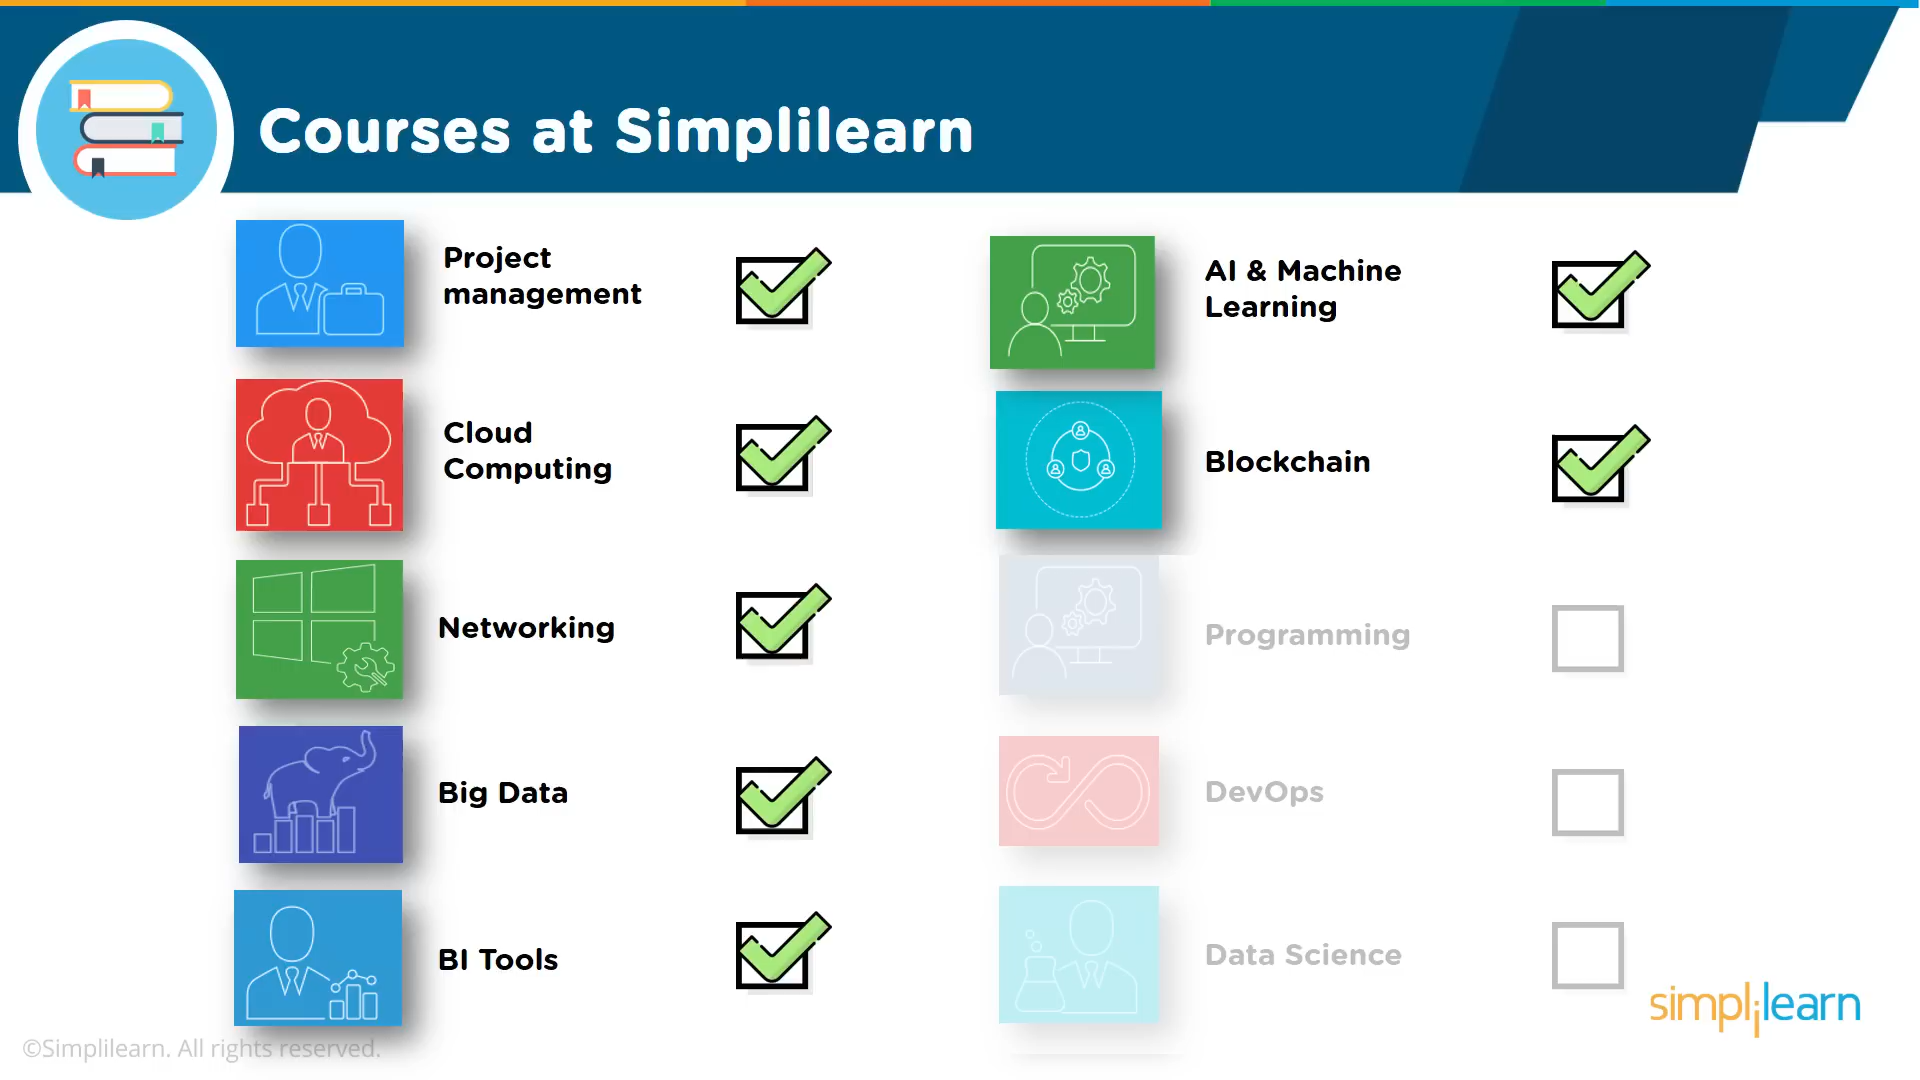 Courses at Simplilearn
Project
management
Cloud
Computing
Networking
Big Data
BI Tools
AI & Machine
Learning
Blockchain
Programming
DevOps
Data Science
simplilearn
©Simplilearn. All rights reserved.